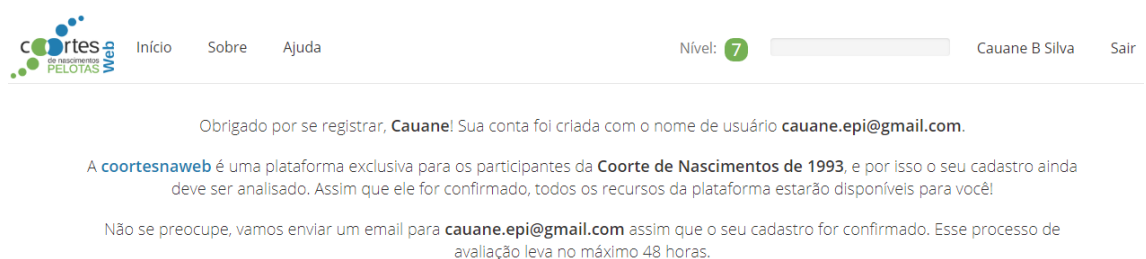 coortes Web
de nascimentos
PELOTAS
Início Sobre Ajuda Nível: 7 Cauane B Silva Sair
Obrigado por se registrar, Cauane! Sua conta foi criada com o nome de usuário cauane.epi@gmail.com.
A coortesnaweb é uma plataforma exclusiva para os participantes da Coorte de Nascimentos de 1993, e por isso o seu cadastro ainda
deve ser analisado. Assim que ele for confirmado, todos os recursos da plataforma estarão disponíveis para você!
Não se preocupe, vamos enviar um email para cauane.epi@gmail.com assim que o seu cadastro for confirmado. Esse processo de
avaliação leva no máximo 48 horas.